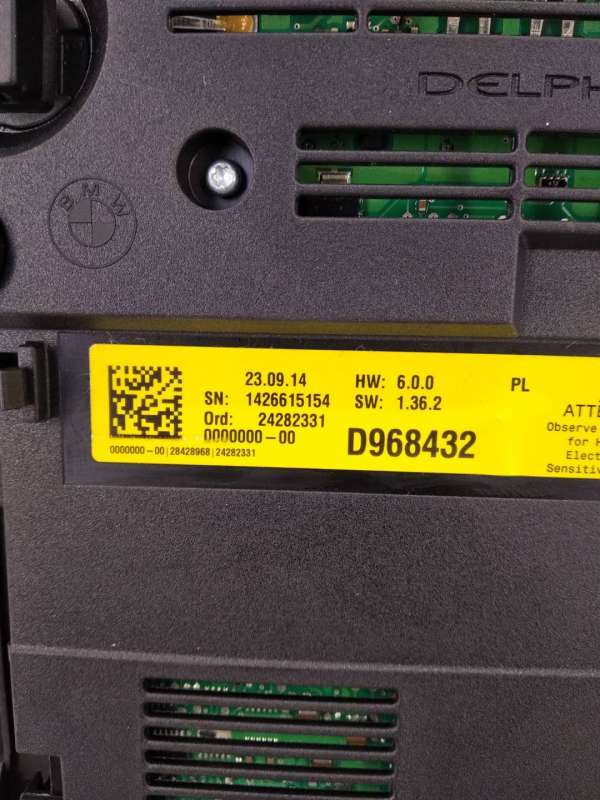 DELPH
BMW
23.09.14
HW: 6.0.0
PL
SN: 1426615154
SW: 1.36.2
Ord: 24282331
0000000-00
D968432
0000000-00|28428968|24282331
ATTE
Observe
for H
Elect
Sensitiv